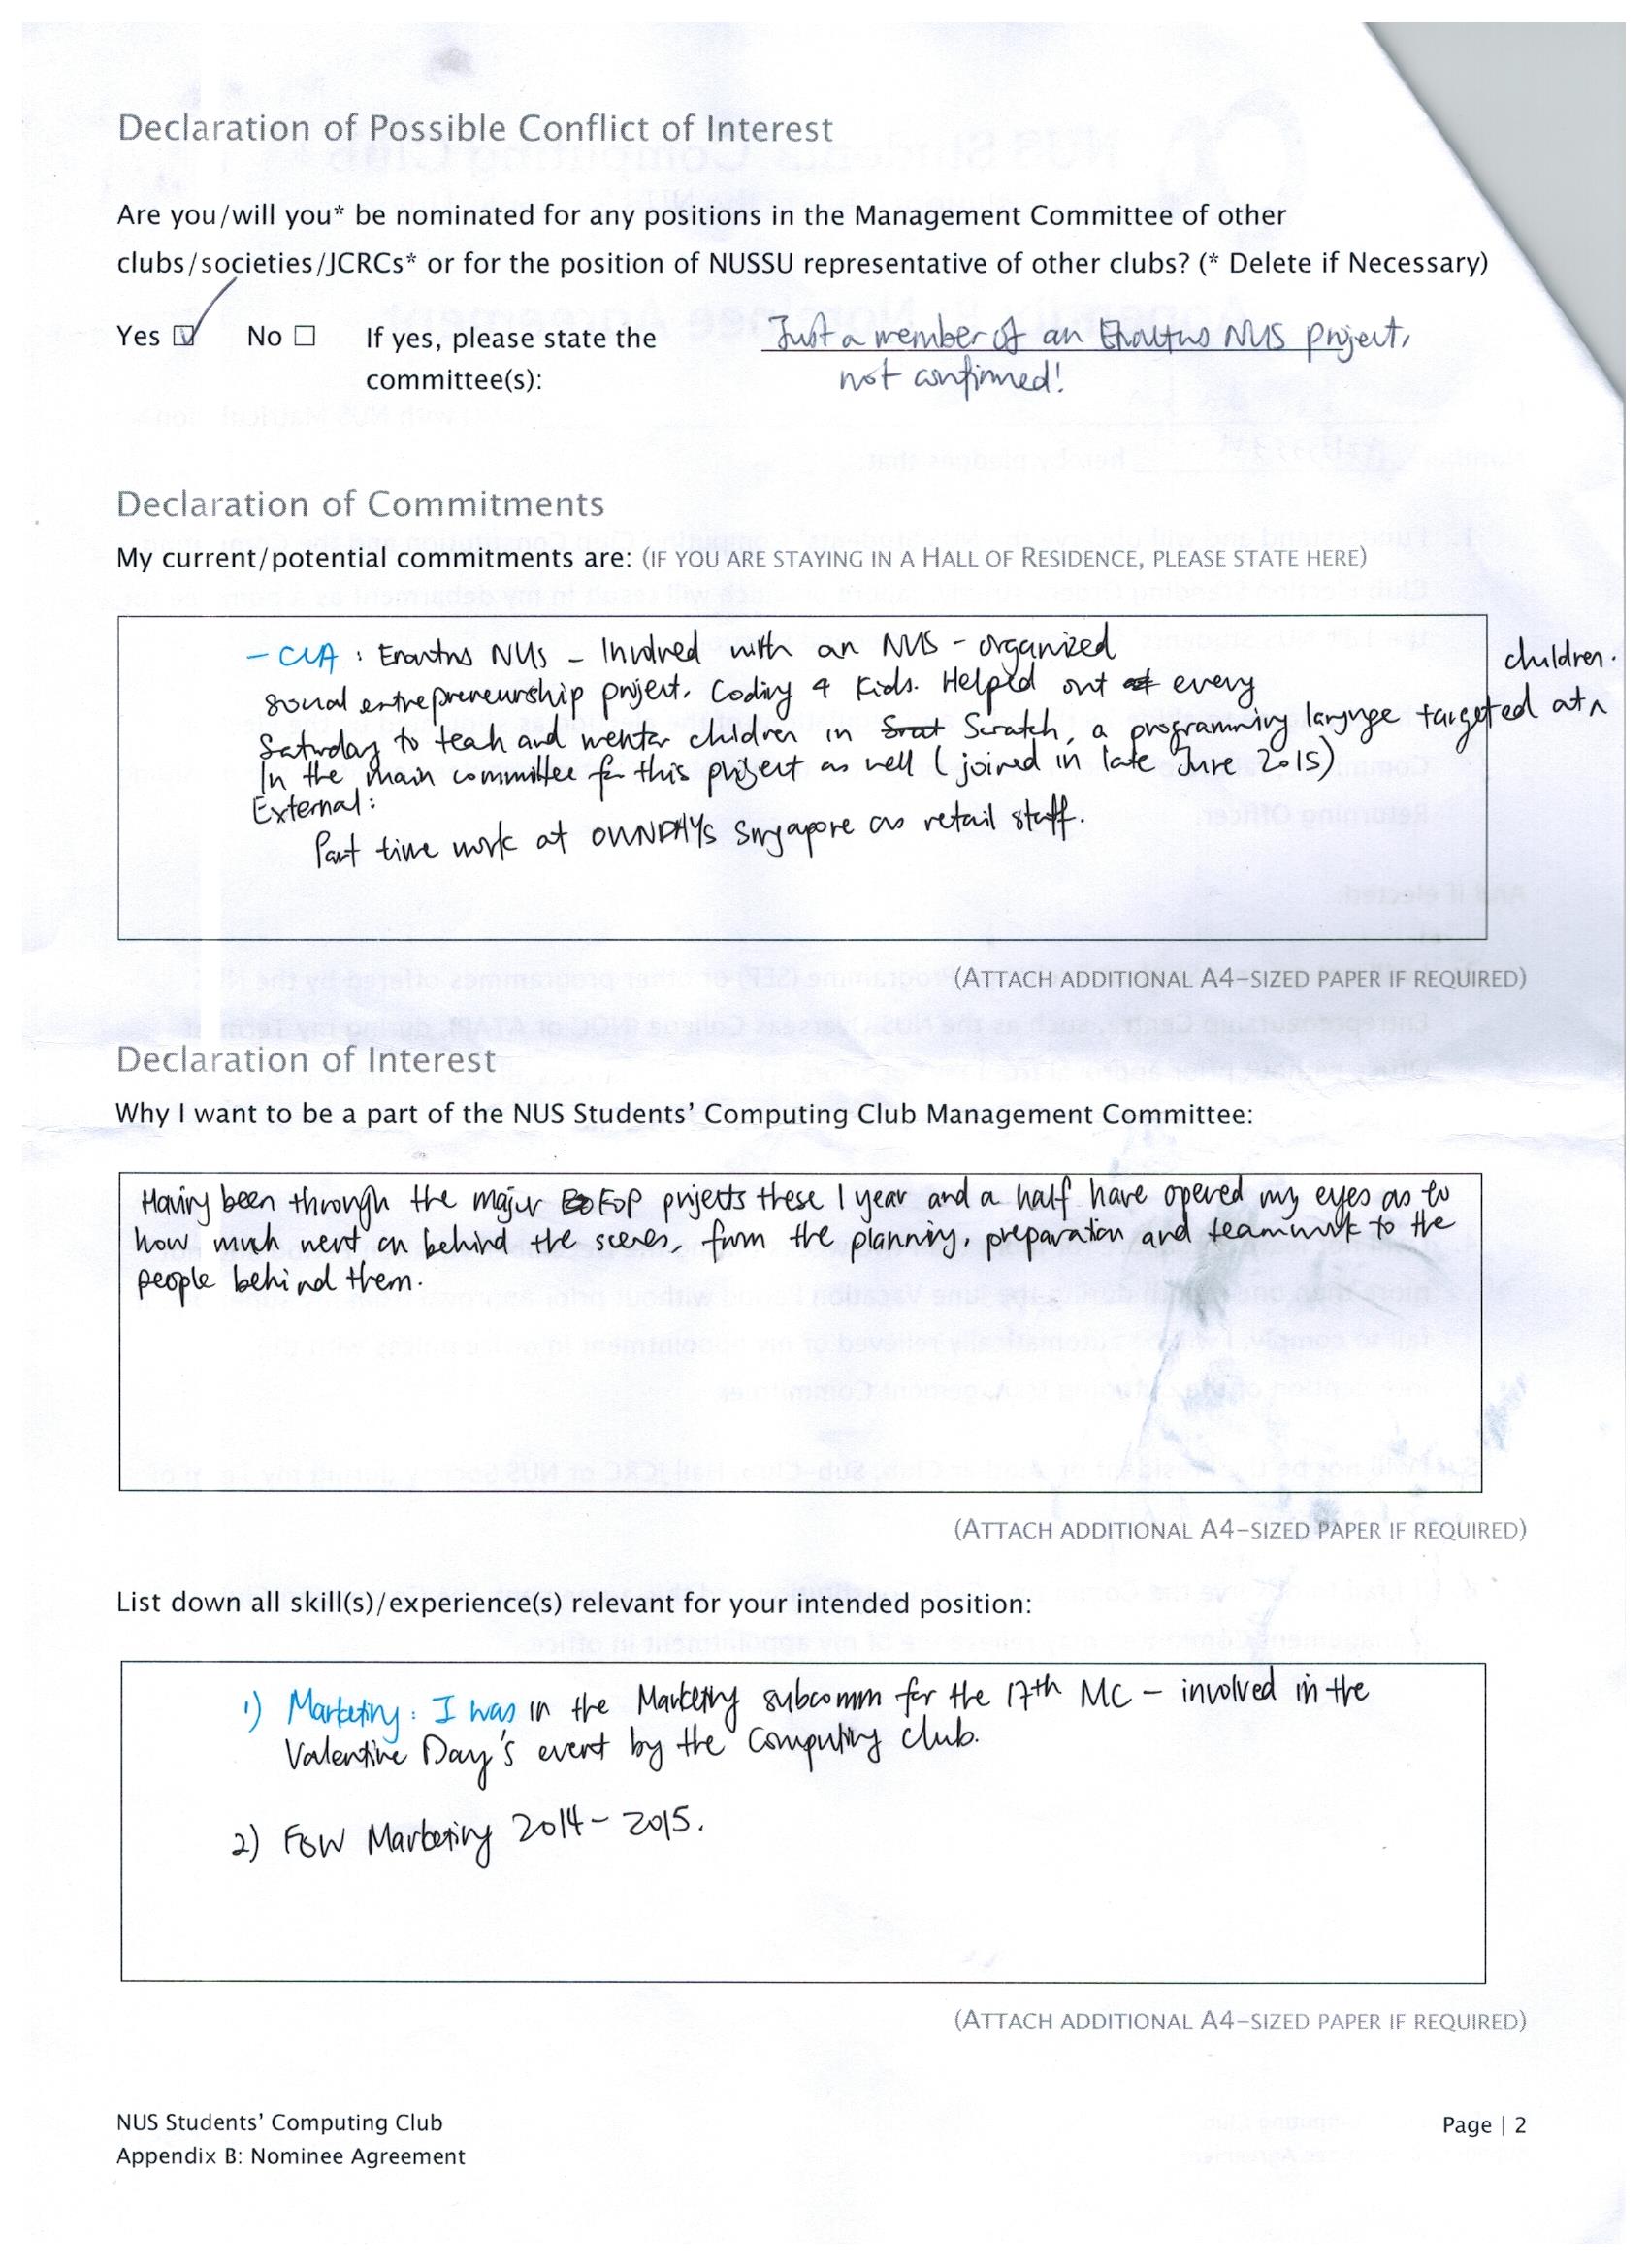 Declaration of Possible Conflict of Interest
Are you/will you* be nominated for any positions in the Management Committee of other
clubs/societies/JCRCs* or for the position of NUSSU representative of other clubs? (* Delete if Necessary)
Yes ☑ No ☐ If yes, please state the
committee(s):
Just a member of an NUS project,
not confirmed!
Declaration of Commitments
My current/potential commitments are: (IF YOU ARE STAYING IN A HALL OF RESIDENCE, PLEASE STATE HERE)
NUS - Involved with an NUS - organized
social entrepreneurship project, Coding 4 Kids. Helped out every
Saturday to teach and mentor children in Scratch, a programming language targeted at children.
In the main committee for this project as well (joined in late June 2015)
External:
Part time work at OWNDAYS Singapore as retail staff.
(ATTACH ADDITIONAL A4-SIZED PAPER IF REQUIRED)
Declaration of Interest
Why I want to be a part of the NUS Students' Computing Club Management Committee:
Having been through the major FOP projects these 1 year and a half have opened my eyes as to
how much went on behind the scenes, from the planning, preparation and teamwork to the
people behind them.
(ATTACH ADDITIONAL A4-SIZED PAPER IF REQUIRED)
List down all skill(s)/experience(s) relevant for your intended position:
1) Marketing: I was in the Marketing subcomm for the 17th MC - involved in the
Valentine Day's event by the Computing Club.
2) FOW Marketing 2014 - 2015.
(ATTACH ADDITIONAL A4-SIZED PAPER IF REQUIRED)
NUS Students' Computing Club
Appendix B: Nominee Agreement
Page | 2